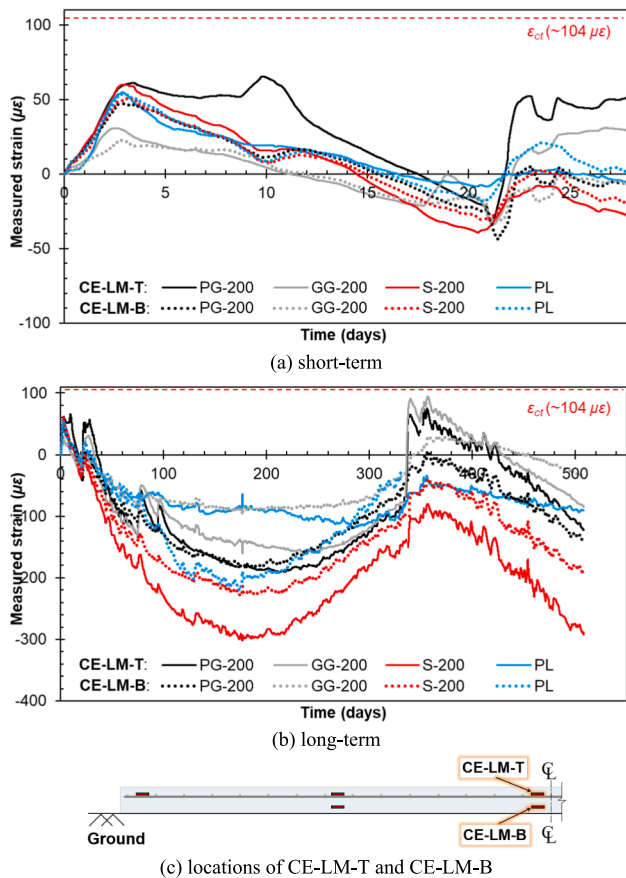 100
50
0
-50
-100
Measured strain (με)
ε_ct (~104 με)
0 5 10 15 20 25
CE-LM-T: PG-200 GG-200 S-200 PL
CE-LM-B: PG-200 GG-200 S-200 PL
Time (days)
(a) short-term
100
0
-100
-200
-300
-400
Measured strain (με)
ε_ct (~104 με)
0 100 200 300 400 500
CE-LM-T: PG-200 GG-200 S-200 PL
CE-LM-B: PG-200 GG-200 S-200 PL
Time (days)
(b) long-term
CE-LM-T ℄
CE-LM-B ℄
Ground
(c) locations of CE-LM-T and CE-LM-B